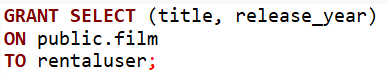 GRANT SELECT (title, release_year)
ON public.film
TO rentaluser;